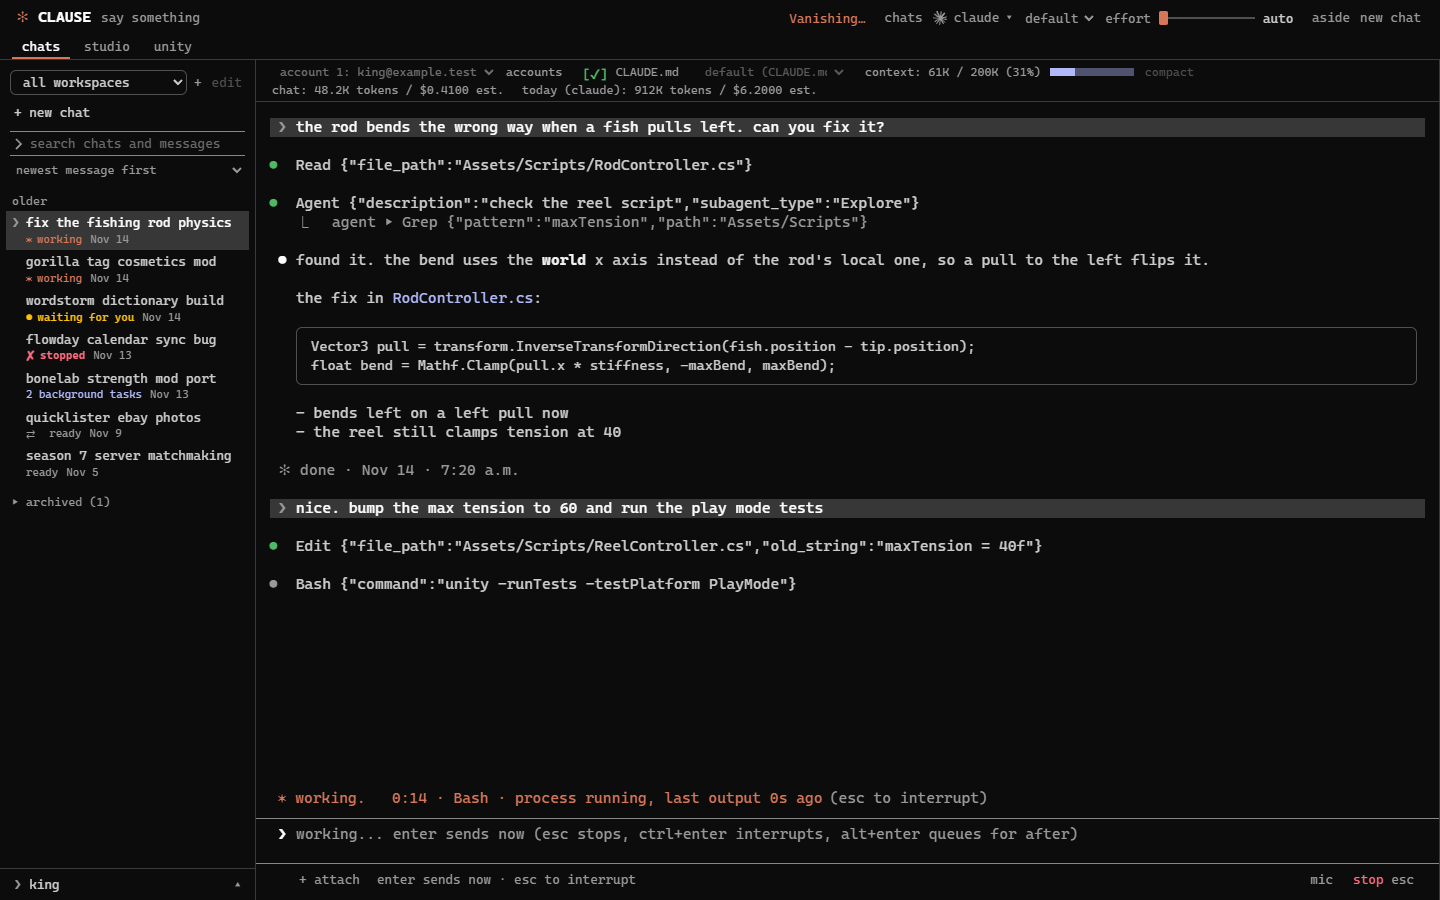 CLAUSE say something
Vanishing… chats claude default effort auto aside new chat
chats studio unity
all workspaces + edit
+ new chat
search chats and messages
newest message first
older
fix the fishing rod physics
working Nov 14
gorilla tag cosmetics mod
working Nov 14
wordstorm dictionary build
waiting for you Nov 14
flowday calendar sync bug
✗ stopped Nov 13
bonelab strength mod port
2 background tasks Nov 13
quicklister ebay photos
⇄ ready Nov 9
season 7 server matchmaking
ready Nov 5
▸ archived (1)
❯ king
account 1: king@example.test accounts [✓] CLAUDE.md default (CLAUDE.m context: 61K / 200K (31%) compact
chat: 48.2K tokens / $0.4100 est. today (claude): 912K tokens / $6.2000 est.
❯ the rod bends the wrong way when a fish pulls left. can you fix it?
● Read {"file_path":"Assets/Scripts/RodController.cs"}
● Agent {"description":"check the reel script","subagent_type":"Explore"}
⎿ agent ▸ Grep {"pattern":"maxTension","path":"Assets/Scripts"}
● found it. the bend uses the world x axis instead of the rod's local one, so a pull to the left flips it.
the fix in RodController.cs:
Vector3 pull = transform.InverseTransformDirection(fish.position - tip.position);
float bend = Mathf.Clamp(pull.x * stiffness, -maxBend, maxBend);
- bends left on a left pull now
- the reel still clamps tension at 40
✻ done · Nov 14 · 7:20 a.m.
❯ nice. bump the max tension to 60 and run the play mode tests
● Edit {"file_path":"Assets/Scripts/ReelController.cs","old_string":"maxTension = 40f"}
● Bash {"command":"unity -runTests -testPlatform PlayMode"}
working. 0:14 · Bash · process running, last output 0s ago (esc to interrupt)
❯ working... enter sends now (esc stops, ctrl+enter interrupts, alt+enter queues for after)
+ attach enter sends now · esc to interrupt mic stop esc